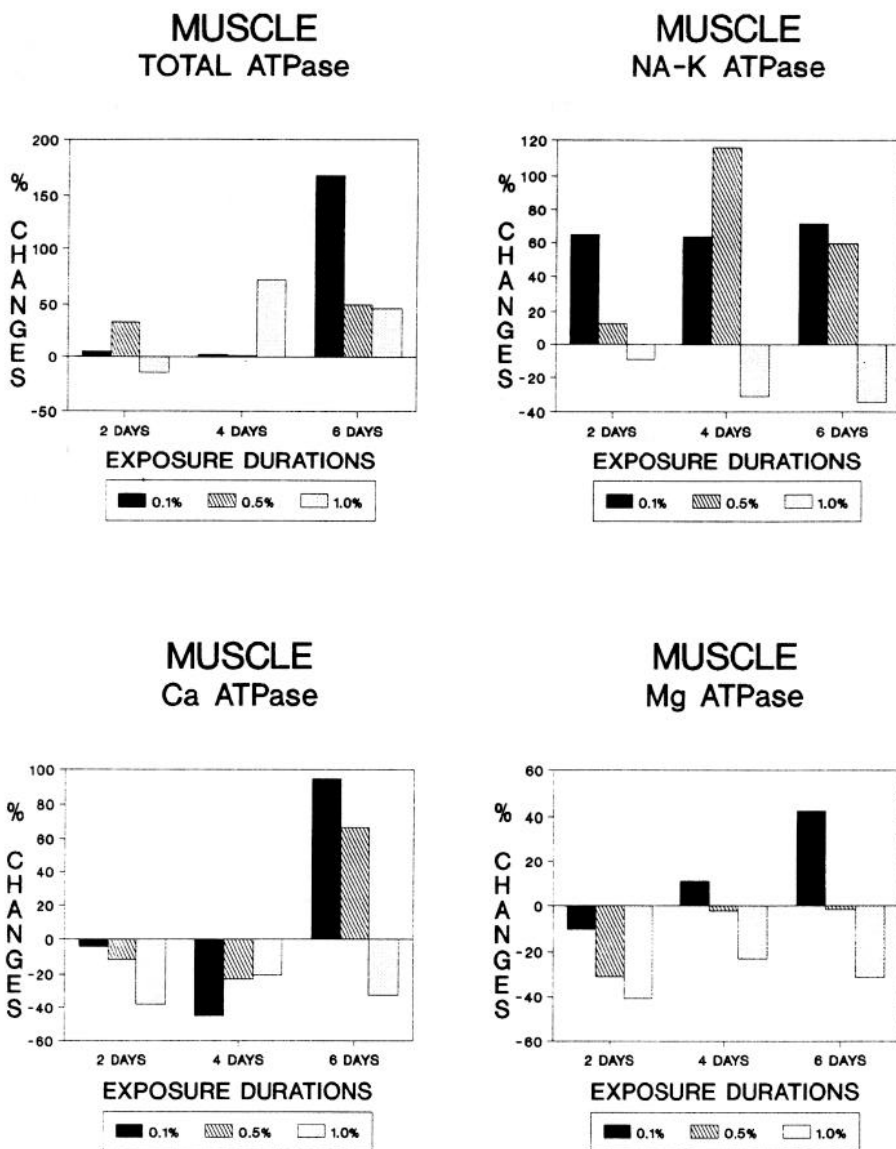 MUSCLE
TOTAL ATPase
200
150
100
50
0
-50
% CHANGES
2 DAYS 4 DAYS 6 DAYS
EXPOSURE DURATIONS
0.1% 0.5% 1.0%
MUSCLE
NA-K ATPase
120
100
80
60
40
20
0
-20
-40
% CHANGES
2 DAYS 4 DAYS 6 DAYS
EXPOSURE DURATIONS
0.1% 0.5% 1.0%
MUSCLE
Ca ATPase
100
80
60
40
20
0
-20
-40
-60
% CHANGES
2 DAYS 4 DAYS 6 DAYS
EXPOSURE DURATIONS
0.1% 0.5% 1.0%
MUSCLE
Mg ATPase
60
40
20
0
-20
-40
-60
% CHANGES
2 DAYS 4 DAYS 6 DAYS
EXPOSURE DURATIONS
0.1% 0.5% 1.0%